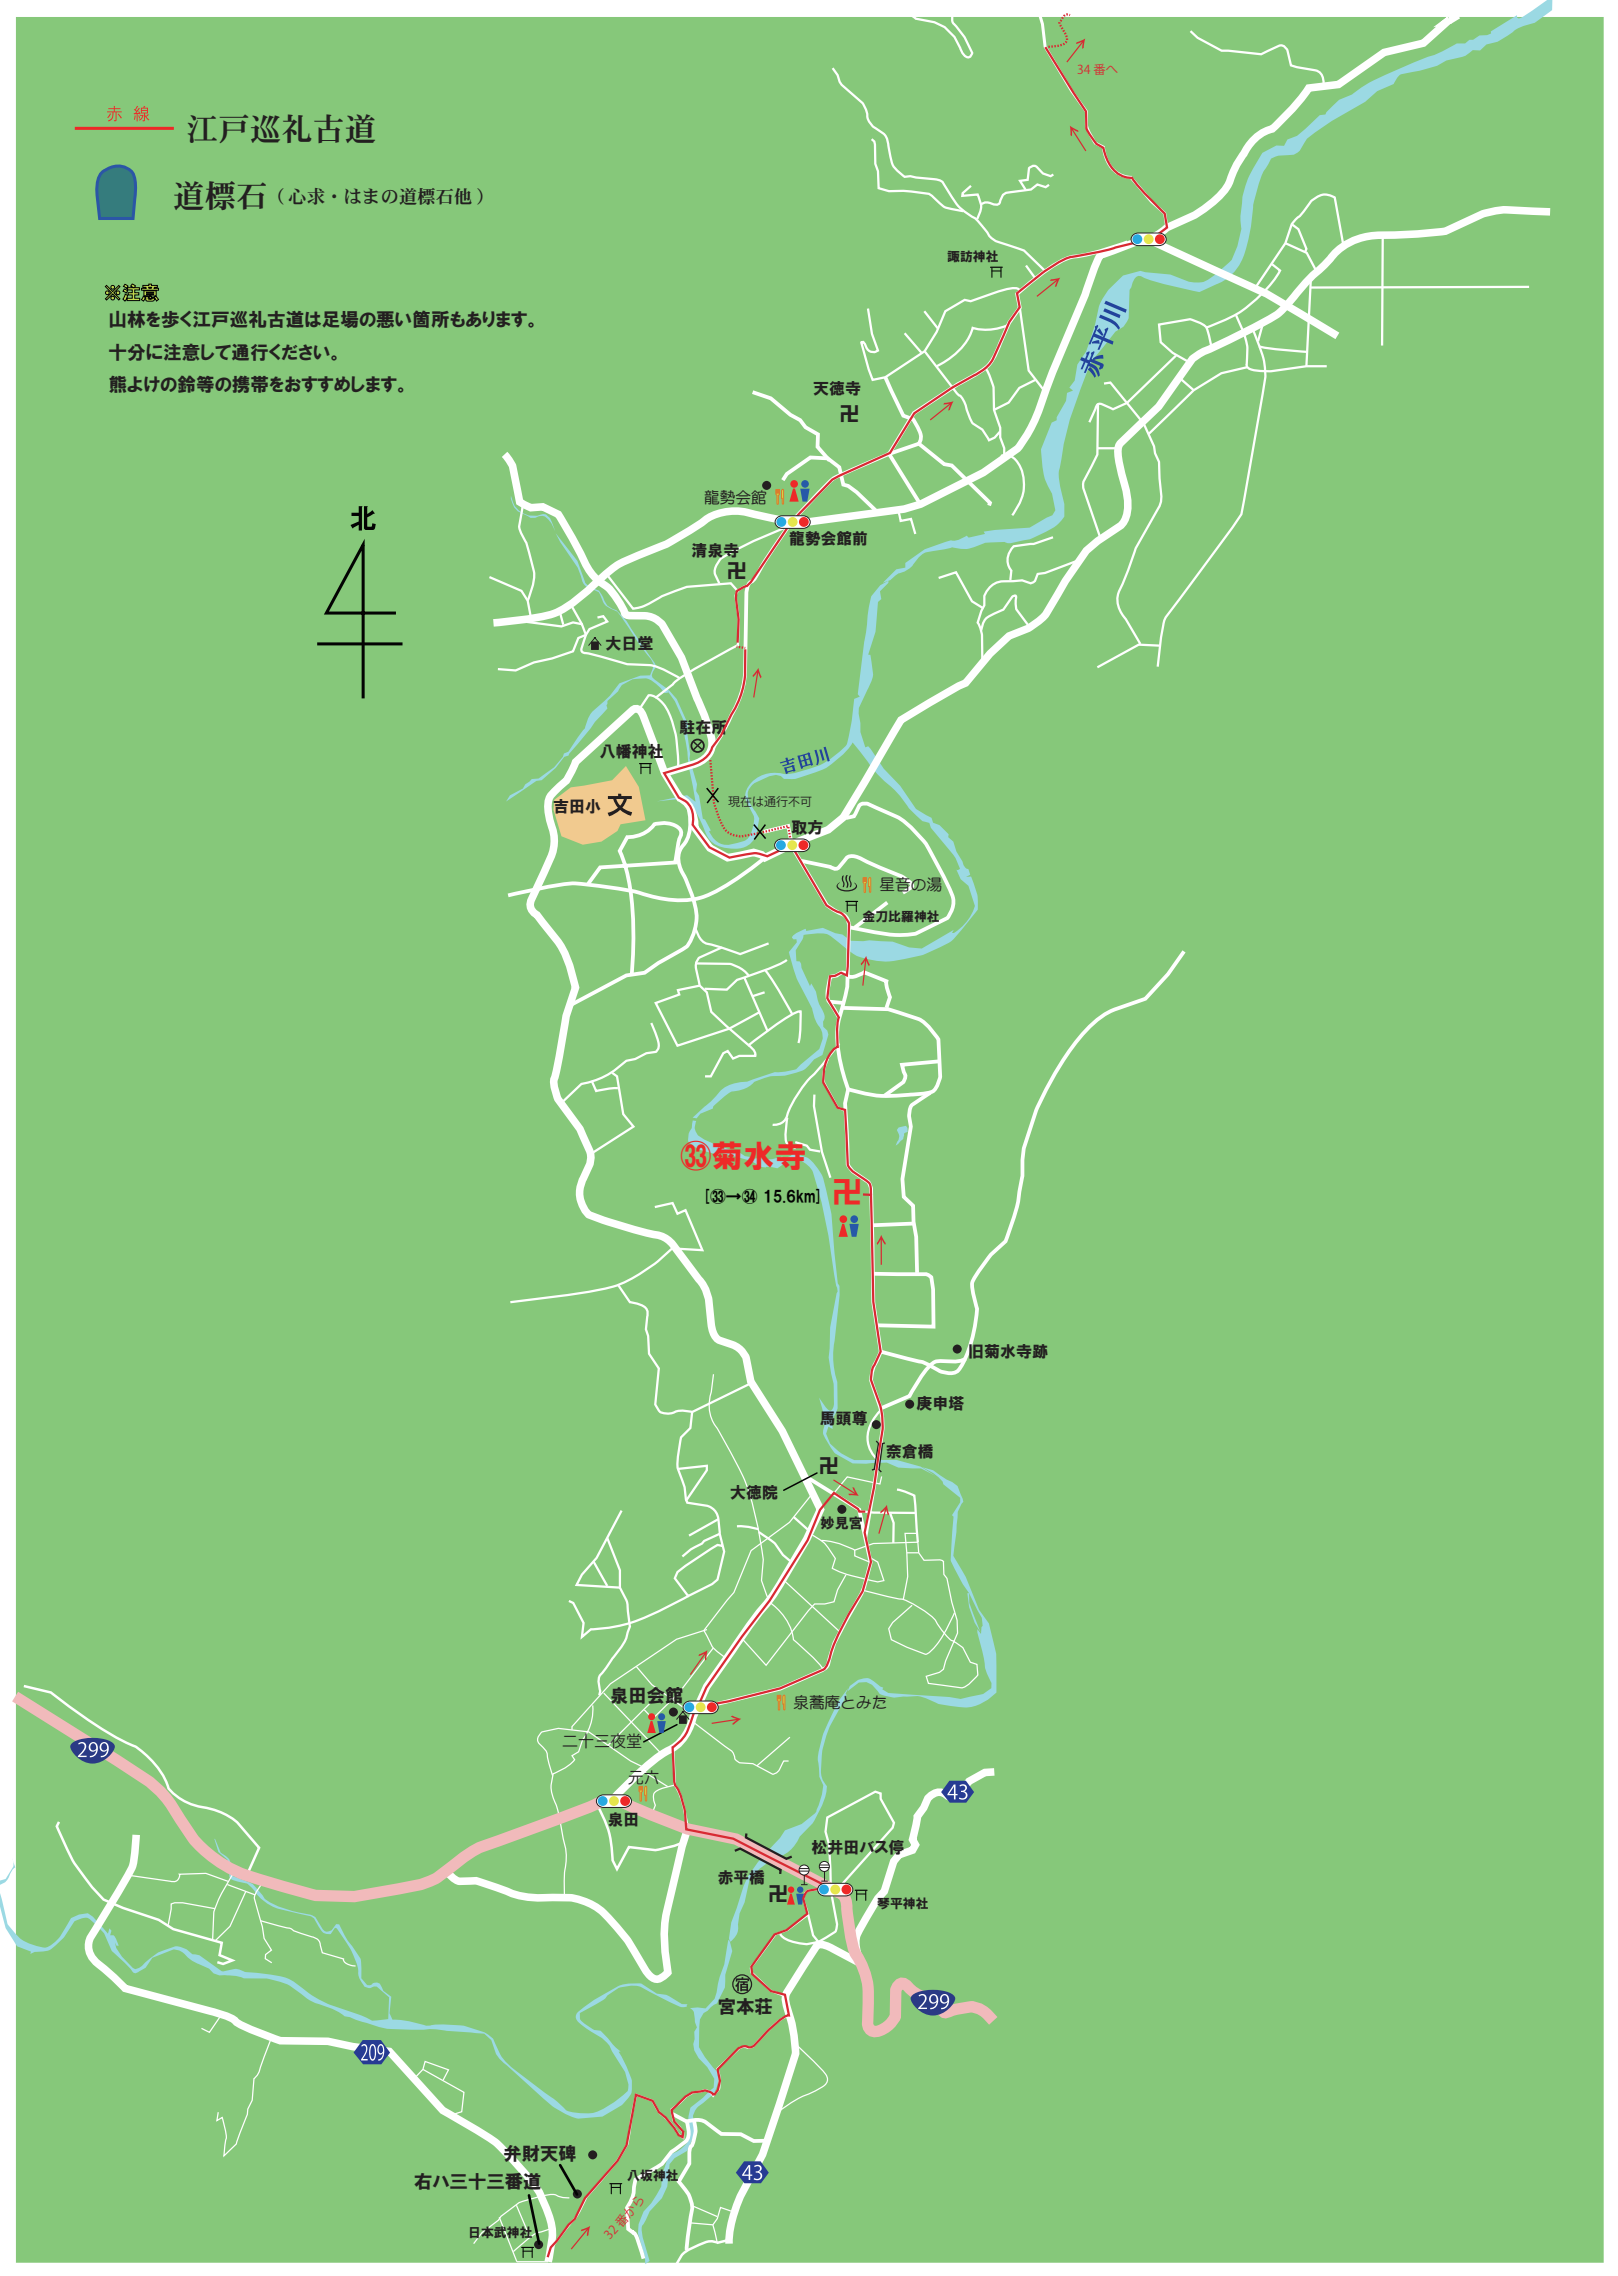 赤 線
江戸巡礼古道
道標石（心求・はまの道標石他）
※注意
山林を歩く江戸巡礼古道は足場の悪い箇所もあります。
十分に注意して通行ください。
熊よけの鈴等の携帯をおすすめします。
北
34番へ
諏訪神社
赤平川
天徳寺
卍
龍勢会館
龍勢会館前
清泉寺
卍
大日堂
駐在所
八幡神社
吉田川
吉田小 文
現在は通行不可
取方
星音の湯
金刀比羅神社
㉝菊水寺
[㉝→㉞ 15.6km]
卍
旧菊水寺跡
庚申塔
馬頭尊
奈倉橋
卍
大徳院
妙見宮
泉田会館
泉蕎庵とみた
二十三夜堂
299
元六
泉田
43
松井田バス停
赤平橋
卍
琴平神社
宿
宮本荘
299
209
弁財天碑
右ハ三十三番道
八坂神社
43
32番から
日本武神社